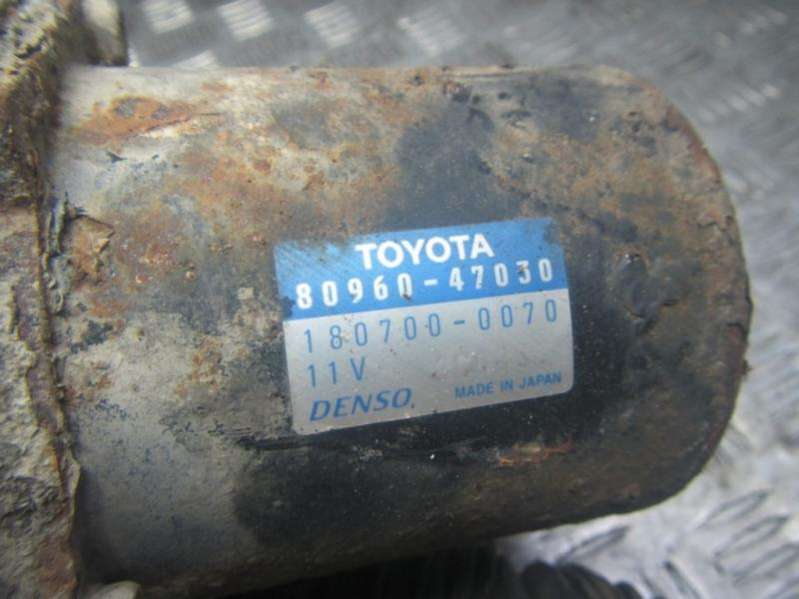 TOYOTA
80960-47030
180700-0070
11V
DENSO MADE IN JAPAN